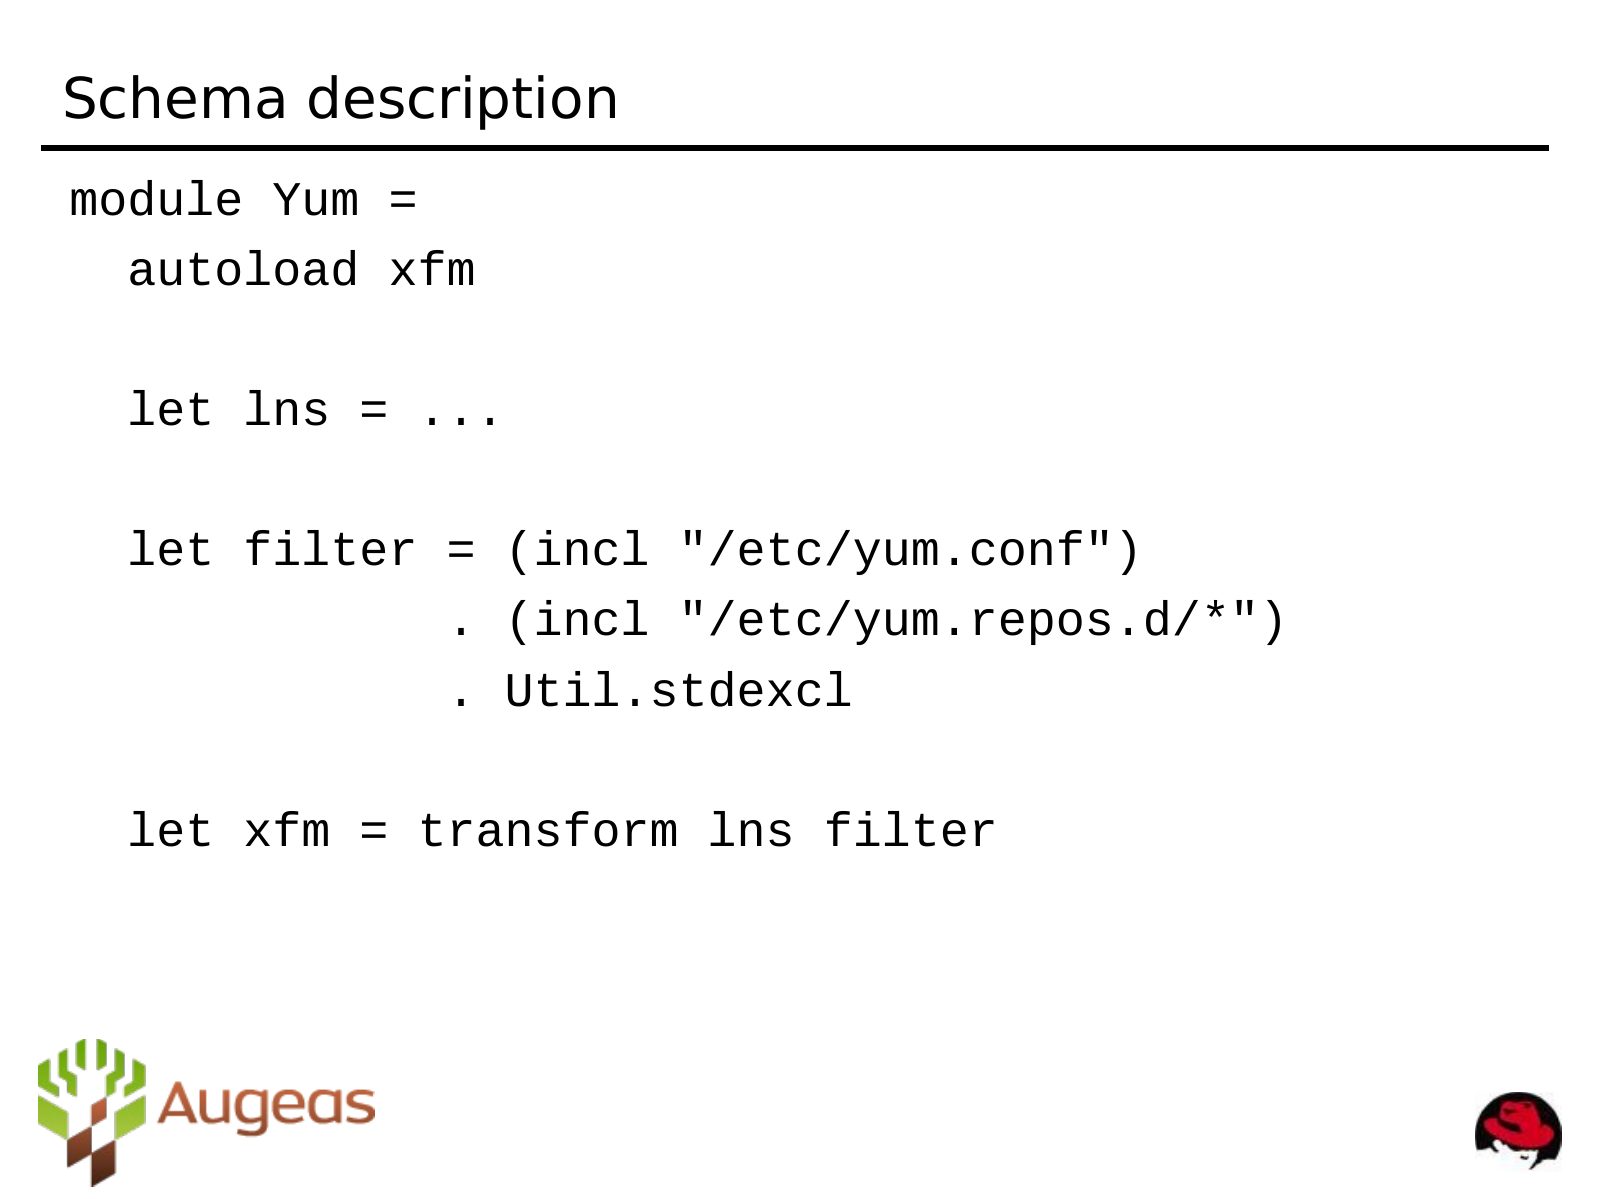 Schema description
module Yum =
  autoload xfm
  let lns = ...
  let filter = (incl "/etc/yum.conf")
             . (incl "/etc/yum.repos.d/*")
             . Util.stdexcl
  let xfm = transform lns filter
Augeas